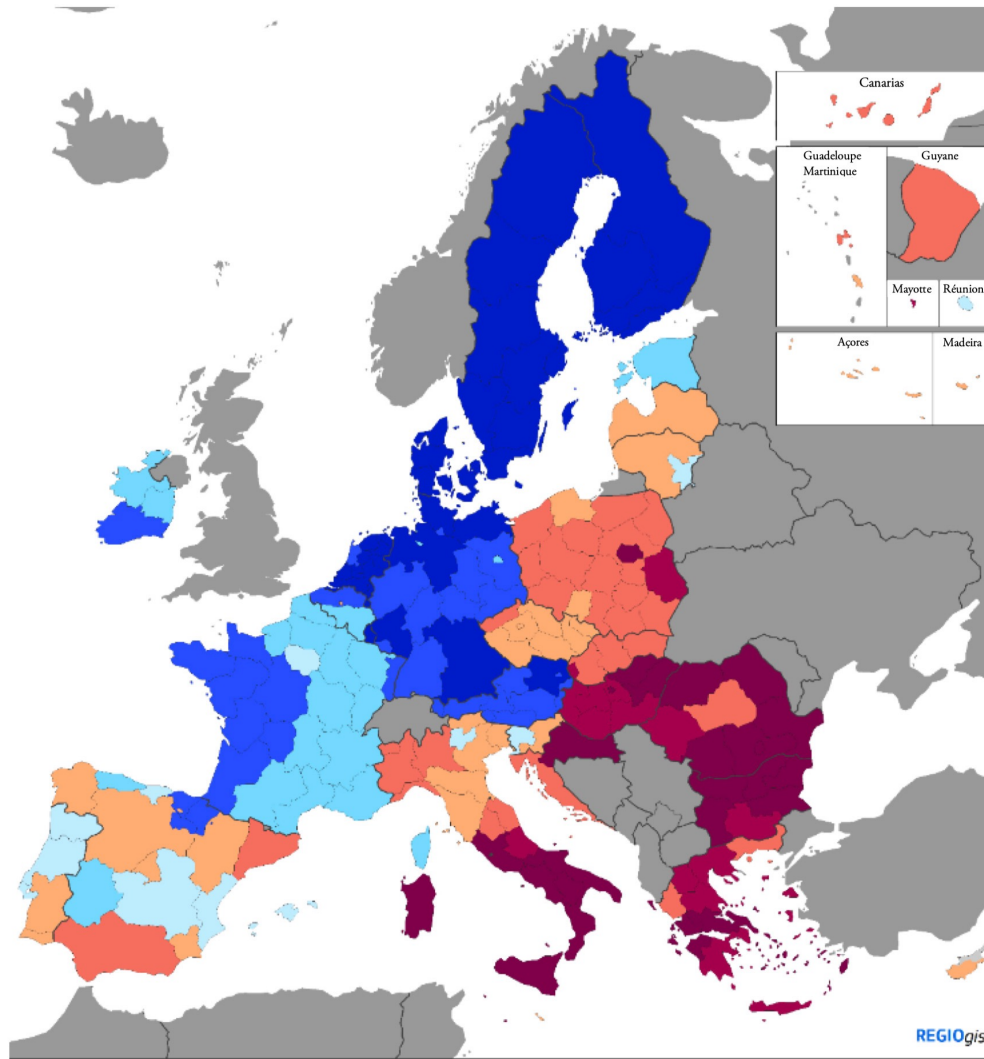 Canarias
Guadeloupe
Martinique
Guyane
Mayotte
Réunion
Açores
Madeira
REGIOgis